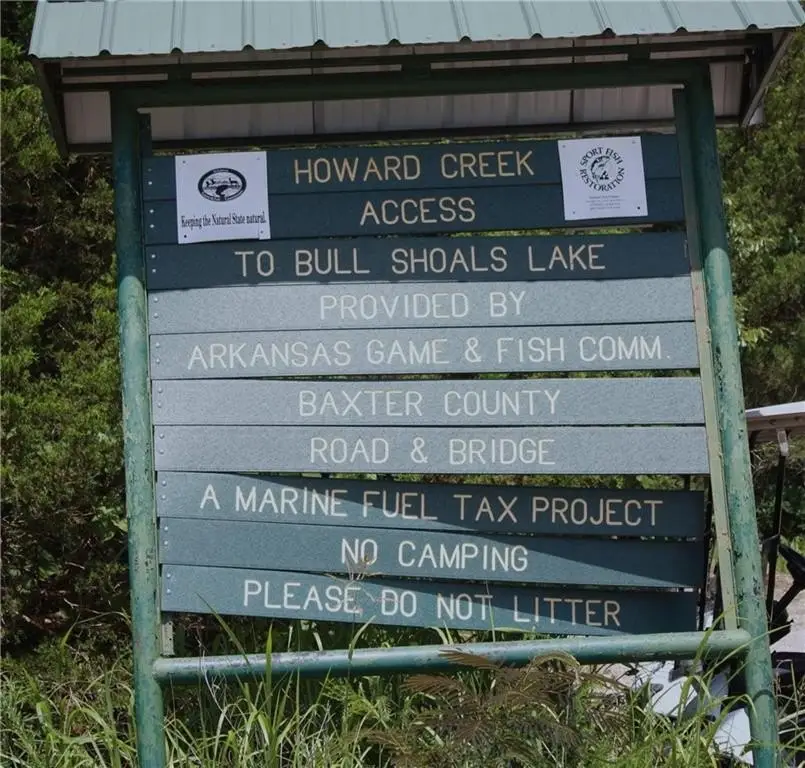 HOWARD CREEK
ACCESS
Keeping the Natural State natural.
SPORT FISH
RESTORATION
TO BULL SHOALS LAKE
PROVIDED BY
ARKANSAS GAME & FISH COMM.
BAXTER COUNTY
ROAD & BRIDGE
A MARINE FUEL TAX PROJECT
NO CAMPING
PLEASE DO NOT LITTER